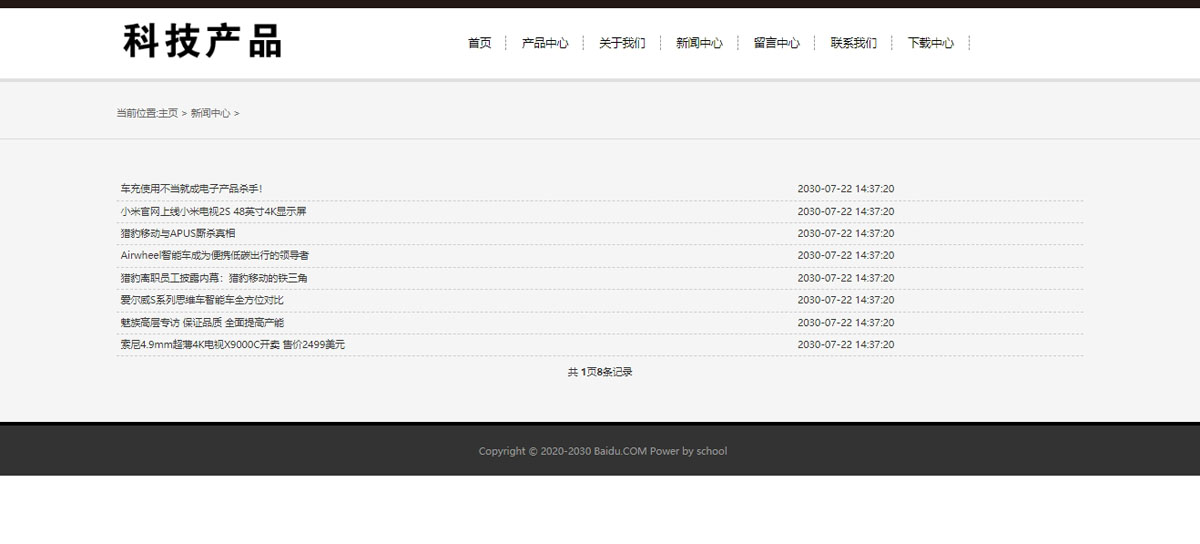 科技产品
首页 产品中心 关于我们 新闻中心 留言中心 联系我们 下载中心
当前位置:主页 > 新闻中心 >
车充使用不当就成电子产品杀手! 2030-07-22 14:37:20
小米官网上线小米电视2S 48英寸4K显示屏 2030-07-22 14:37:20
猎豹移动与APUS厮杀真相 2030-07-22 14:37:20
Airwheel智能车成为便携低碳出行的领导者 2030-07-22 14:37:20
猎豹离职员工披露内幕：猎豹移动的铁三角 2030-07-22 14:37:20
爱尔威S系列思维车智能车全方位对比 2030-07-22 14:37:20
魅族高层专访 保证品质 全面提高产能 2030-07-22 14:37:20
索尼4.9mm超薄4K电视X9000C开卖 售价2499美元 2030-07-22 14:37:20
共 1页8条记录
Copyright © 2020-2030 Baidu.COM Power by school